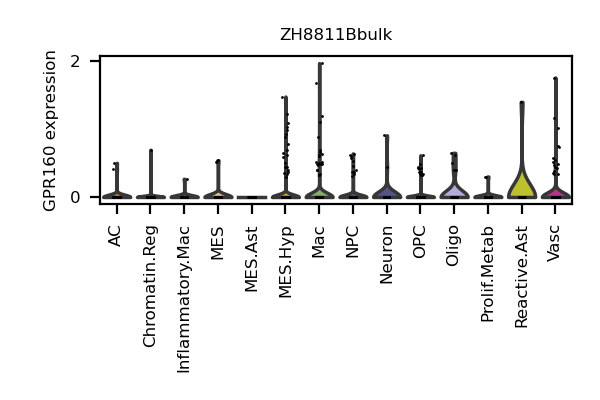 ZH8811Bbulk
GPR160 expression
2
0
AC
Chromatin.Reg
Inflammatory.Mac
MES
MES.Ast
MES.Hyp
Mac
NPC
Neuron
OPC
Oligo
Prolif.Metab
Reactive.Ast
Vasc